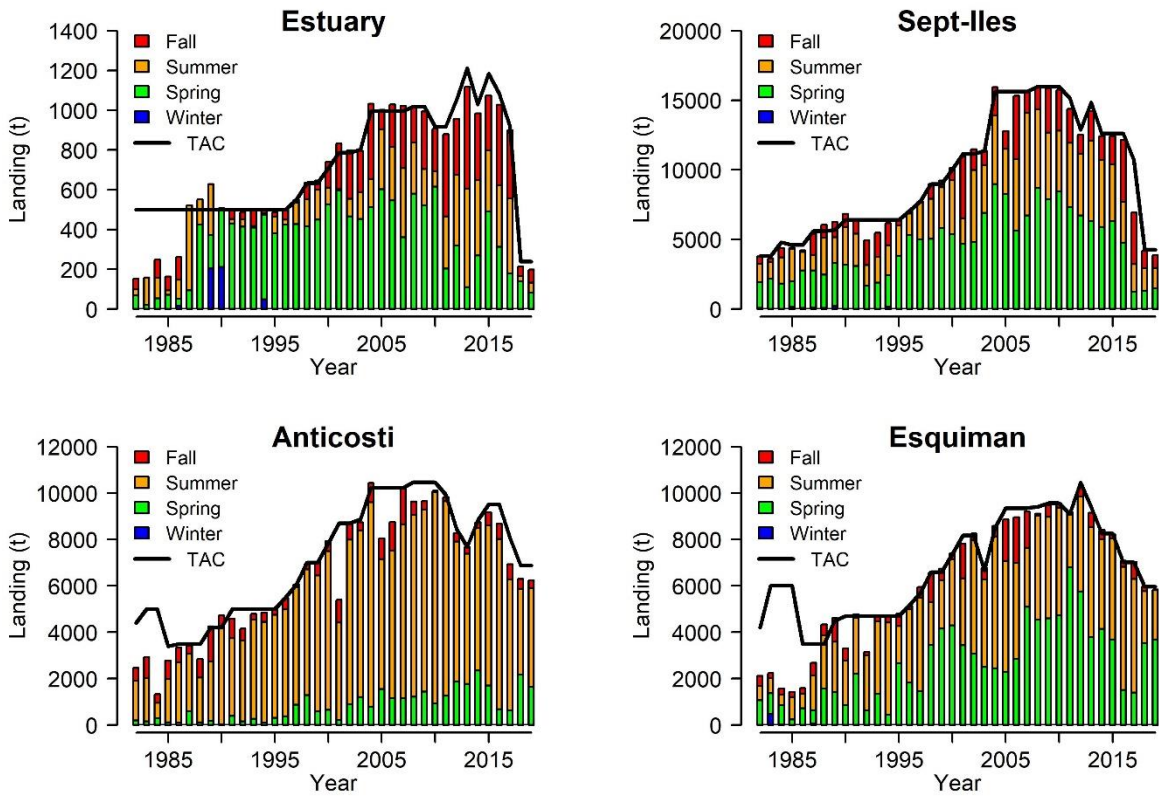 Estuary
1400
1200
1000
800
600
400
200
0
Landing (t)
Fall
Summer
Spring
Winter
TAC
1985
1995
2005
2015
Year
Sept-Iles
20000
15000
10000
5000
0
Landing (t)
Fall
Summer
Spring
Winter
TAC
1985
1995
2005
2015
Year
Anticosti
12000
10000
8000
6000
4000
2000
0
Landing (t)
Fall
Summer
Spring
Winter
TAC
1985
1995
2005
2015
Year
Esquiman
12000
10000
8000
6000
4000
2000
0
Landing (t)
Fall
Summer
Spring
Winter
TAC
1985
1995
2005
2015
Year